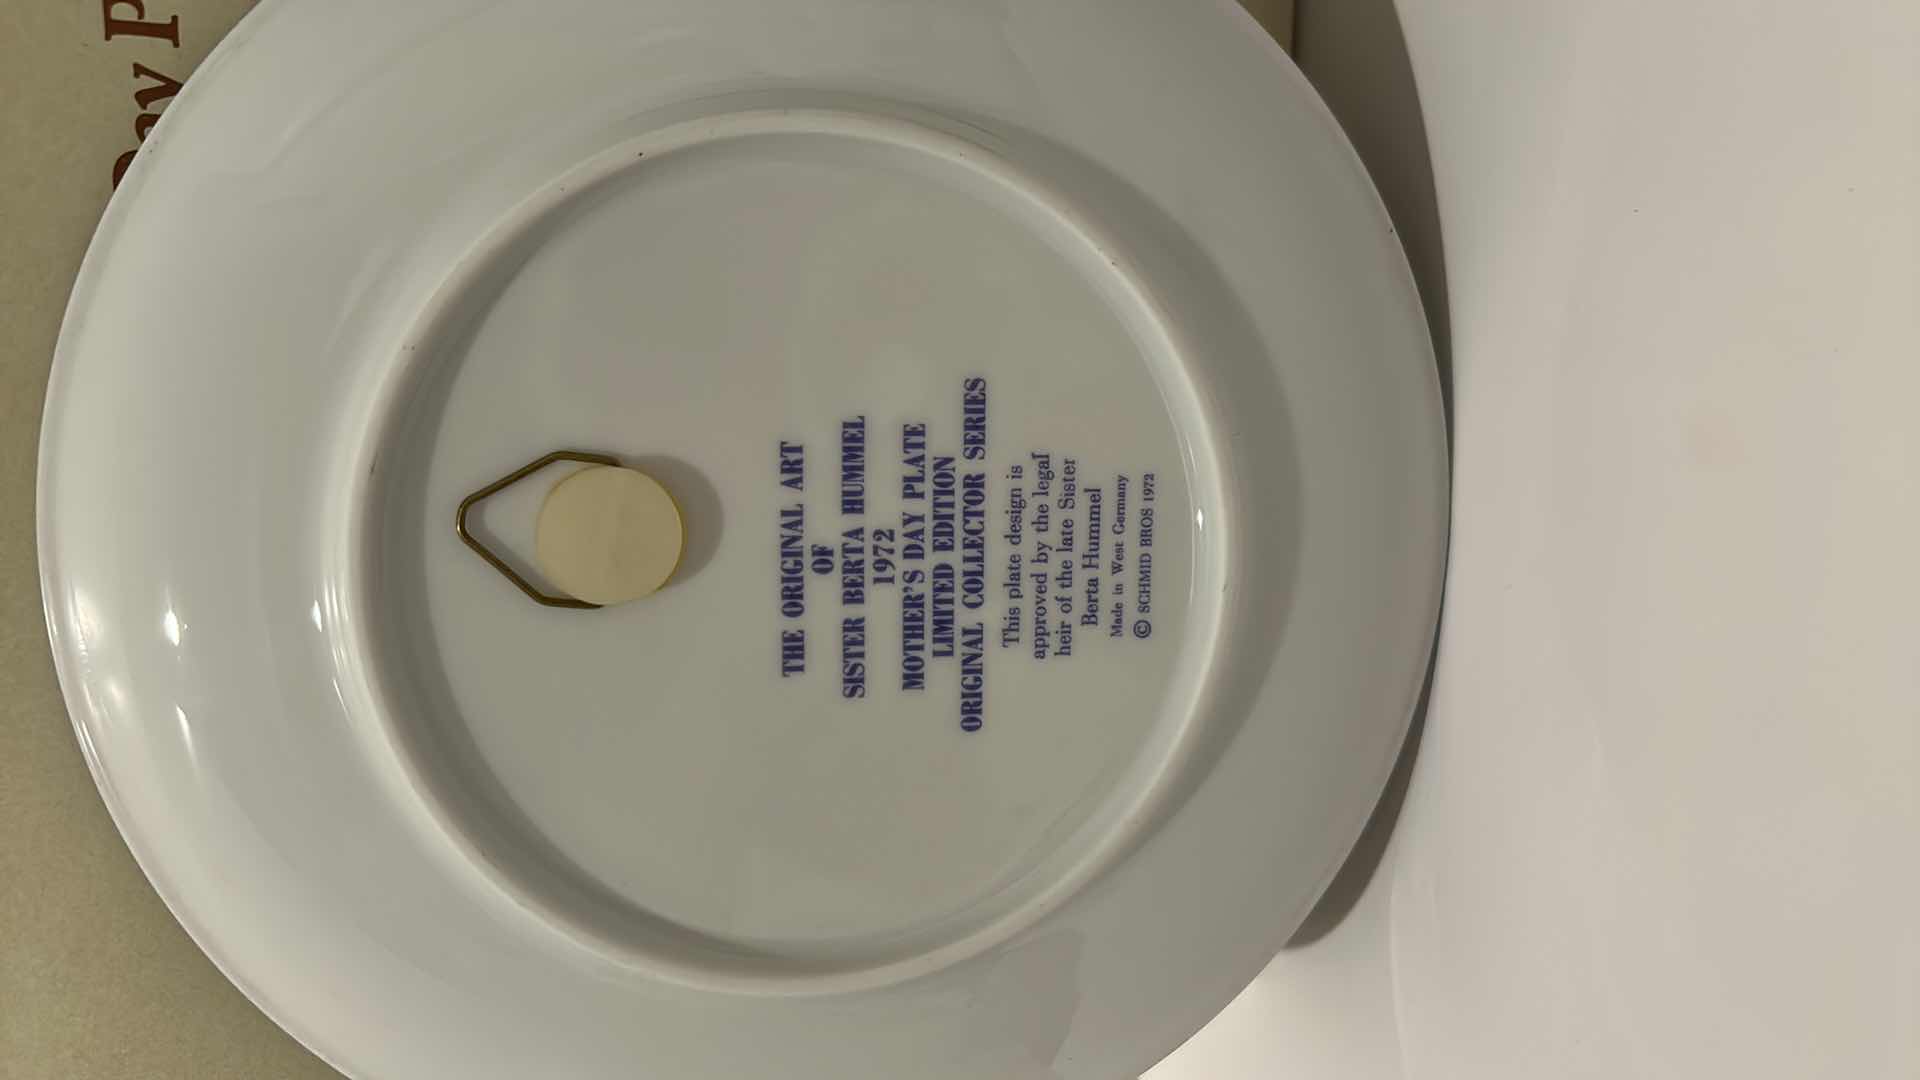 ay P
THE ORIGINAL ART
OF
SISTER BERTA HUMMEL
1972
MOTHER'S DAY PLATE
LIMITED EDITION
ORIGINAL COLLECTOR SERIES
This plate design is
approved by the legal
heir of the late Sister
Berta Hummel
Made in West Germany
© SCHMID BROS 1972